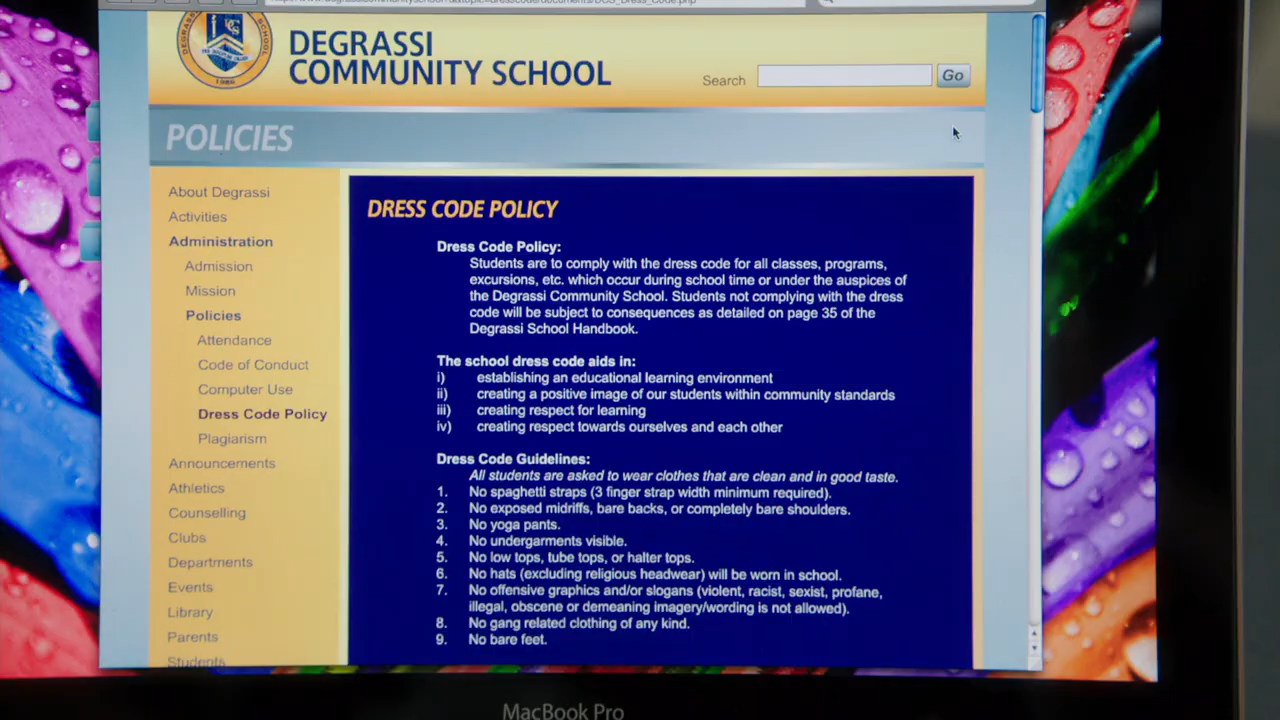 DEGRASSI
COMMUNITY SCHOOL
Search
Go
DEGRASSI
SCHOOL
1986
POLICIES
About Degrassi
Activities
Administration
Admission
Mission
Policies
Attendance
Code of Conduct
Computer Use
Dress Code Policy
Plagiarism
Announcements
Athletics
Counselling
Clubs
Departments
Events
Library
Parents
Students
DRESS CODE POLICY
Dress Code Policy:
Students are to comply with the dress code for all classes, programs,
excursions, etc. which occur during school time or under the auspices of
the Degrassi Community School. Students not complying with the dress
code will be subject to consequences as detailed on page 35 of the
Degrassi School Handbook.
The school dress code aids in:
i) establishing an educational learning environment
ii) creating a positive image of our students within community standards
iii) creating respect for learning
iv) creating respect towards ourselves and each other
Dress Code Guidelines:
All students are asked to wear clothes that are clean and in good taste.
1. No spaghetti straps (3 finger strap width minimum required).
2. No exposed midriffs, bare backs, or completely bare shoulders.
3. No yoga pants.
4. No undergarments visible.
5. No low tops, tube tops, or halter tops.
6. No hats (excluding religious headwear) will be worn in school.
7. No offensive graphics and/or slogans (violent, racist, sexist, profane,
illegal, obscene or demeaning imagery/wording is not allowed).
8. No gang related clothing of any kind.
9. No bare feet.
MacBook Pro